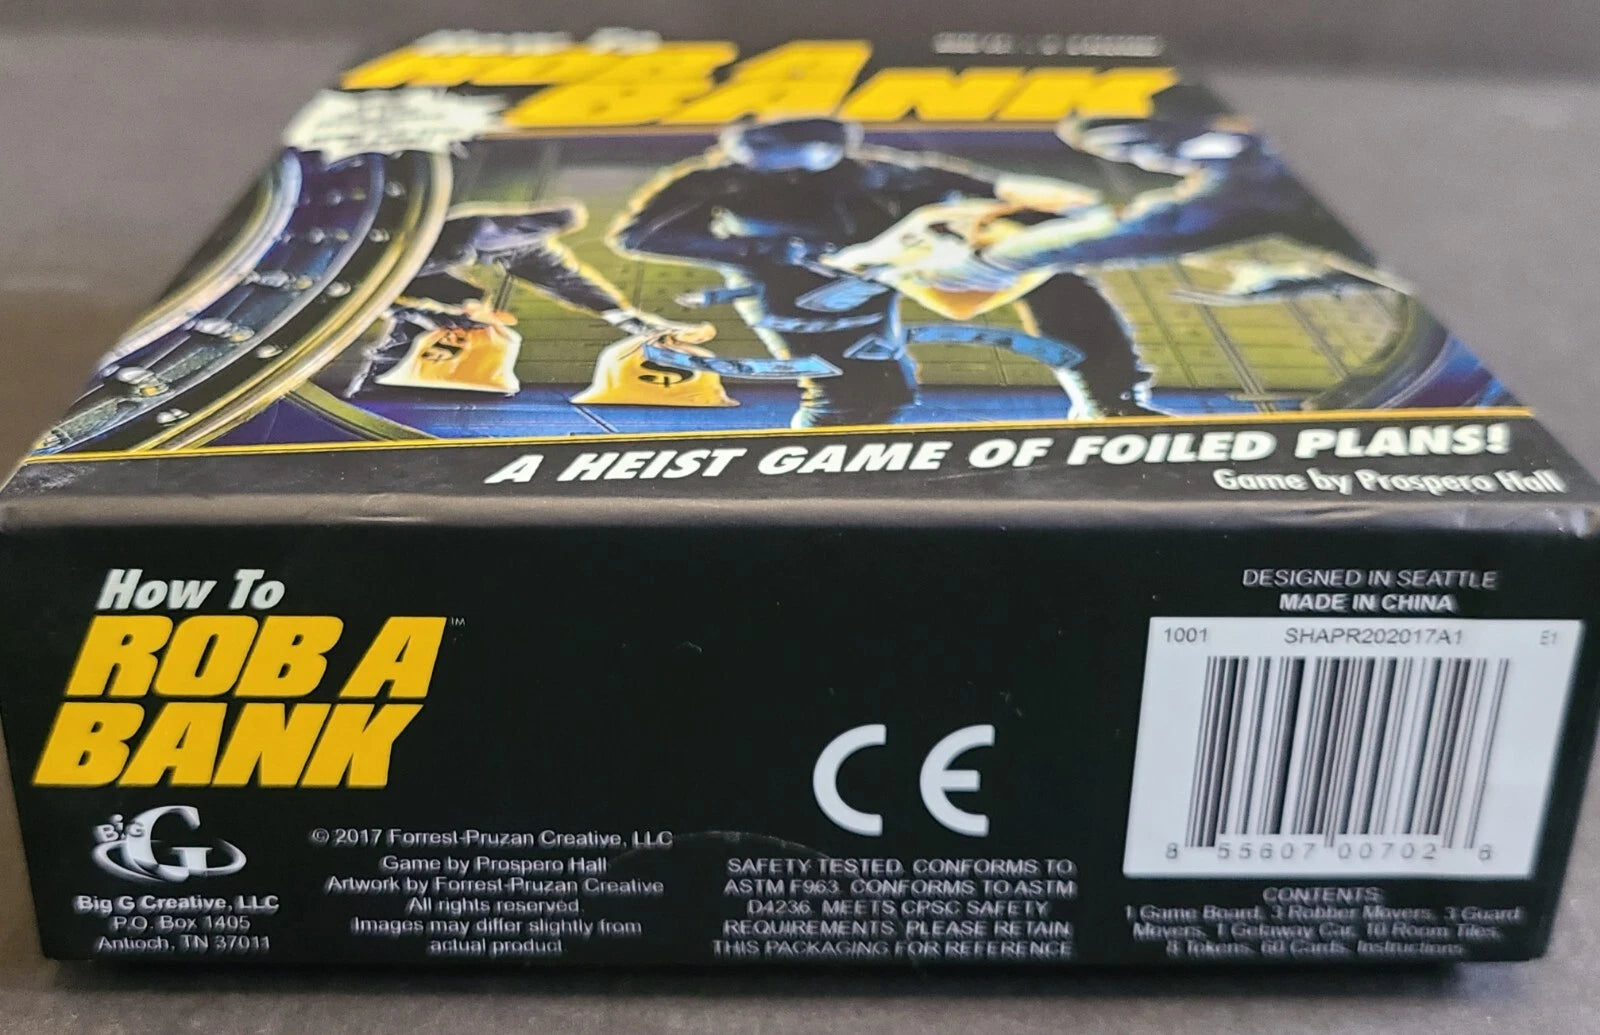 How To
ROB A
BANK
A HEIST GAME OF FOILED PLANS!
Game by Prospero Hall
How To
ROB A
BANK™
BiG G
Big G Creative, LLC
P.O. Box 1405
Antioch, TN 37011
© 2017 Forrest-Pruzan Creative, LLC
Game by Prospero Hall
Artwork by Forrest-Pruzan Creative
All rights reserved.
Images may differ slightly from
actual product
CE
SAFETY TESTED. CONFORMS TO
ASTM F963. CONFORMS TO ASTM
D4236. MEETS CPSC SAFETY
REQUIREMENTS. PLEASE RETAIN
THIS PACKAGING FOR REFERENCE
DESIGNED IN SEATTLE
MADE IN CHINA
1001 SHAPR202017A1 E1
8 55607 00702 6
CONTENTS:
1 Game Board, 3 Robber Movers, 3 Guard
Movers, 1 Getaway Car, 10 Room Tiles,
8 Tokens, 60 Cards, Instructions.